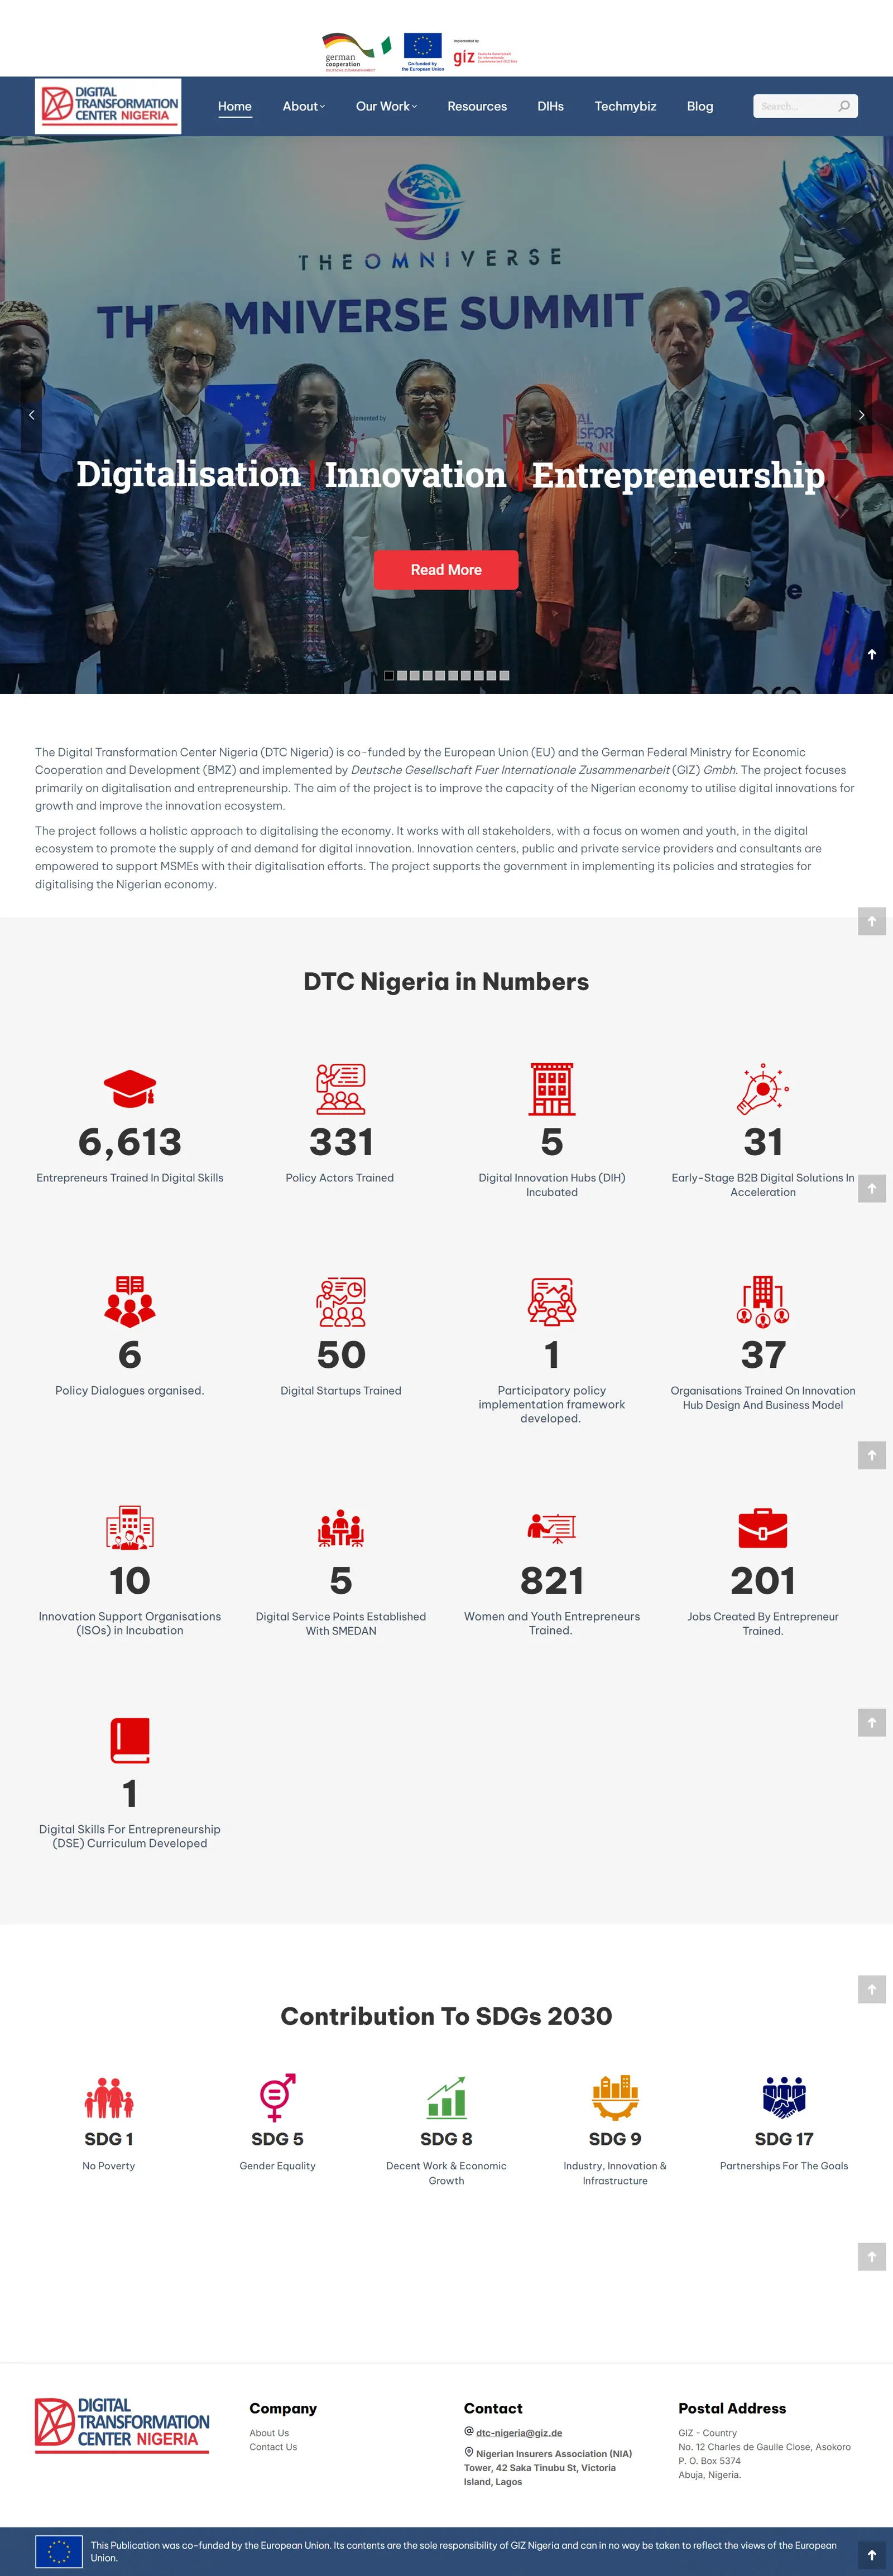 german
cooperation
DEUTSCHE ZUSAMMENARBEIT
Co-funded by
the European Union
Implemented by
giz Deutsche Gesellschaft
für Internationale
Zusammenarbeit (GIZ) GmbH
DIGITAL
TRANSFORMATION
CENTER NIGERIA
Home
About
Our Work
Resources
DIHs
Techmybiz
Blog
Search...
THEOMNIVERSE
MNIVERSE SUMMIT
Digitalisation | Innovation | Entrepreneurship
VIP
VII
Read More
The Digital Transformation Center Nigeria (DTC Nigeria) is co-funded by the European Union (EU) and the German Federal Ministry for Economic
Cooperation and Development (BMZ) and implemented by Deutsche Gesellschaft Fuer Internationale Zusammenarbeit (GIZ) Gmbh. The project focuses
primarily on digitalisation and entrepreneurship. The aim of the project is to improve the capacity of the Nigerian economy to utilise digital innovations for
growth and improve the innovation ecosystem.
The project follows a holistic approach to digitalising the economy. It works with all stakeholders, with a focus on women and youth, in the digital
ecosystem to promote the supply of and demand for digital innovation. Innovation centers, public and private service providers and consultants are
empowered to support MSMEs with their digitalisation efforts. The project supports the government in implementing its policies and strategies for
digitalising the Nigerian economy.
DTC Nigeria in Numbers
6,613
Entrepreneurs Trained In Digital Skills
331
Policy Actors Trained
5
Digital Innovation Hubs (DIH)
Incubated
31
Early-Stage B2B Digital Solutions In
Acceleration
6
Policy Dialogues organised.
50
Digital Startups Trained
1
Participatory policy
implementation framework
developed.
37
Organisations Trained On Innovation
Hub Design And Business Model
10
Innovation Support Organisations
(ISOs) in Incubation
5
Digital Service Points Established
With SMEDAN
821
Women and Youth Entrepreneurs
Trained.
201
Jobs Created By Entrepreneur
Trained.
1
Digital Skills For Entrepreneurship
(DSE) Curriculum Developed
Contribution To SDGs 2030
SDG 1
No Poverty
SDG 5
Gender Equality
SDG 8
Decent Work & Economic
Growth
SDG 9
Industry, Innovation &
Infrastructure
SDG 17
Partnerships For The Goals
DIGITAL
TRANSFORMATION
CENTER NIGERIA
Company
About Us
Contact Us
Contact
dtc-nigeria@giz.de
Nigerian Insurers Association (NIA)
Tower, 42 Saka Tinubu St, Victoria
Island, Lagos
Postal Address
GIZ - Country
No. 12 Charles de Gaulle Close, Asokoro
P. O. Box 5374
Abuja, Nigeria.
This Publication was co-funded by the European Union. Its contents are the sole responsibility of GIZ Nigeria and can in no way be taken to reflect the views of the European
Union.